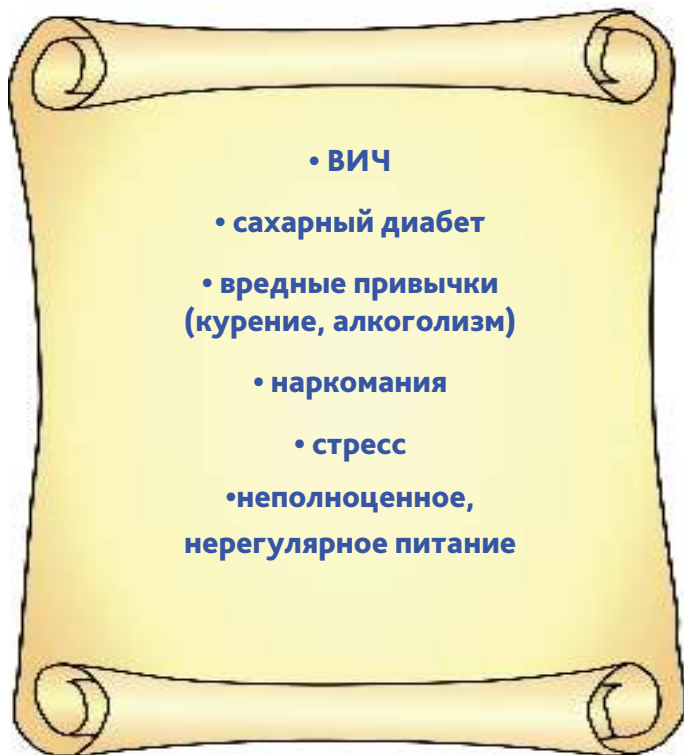 • ВИЧ
• сахарный диабет
• вредные привычки
(курение, алкоголизм)
• наркомания
• стресс
•неполноценное,
нерегулярное питание